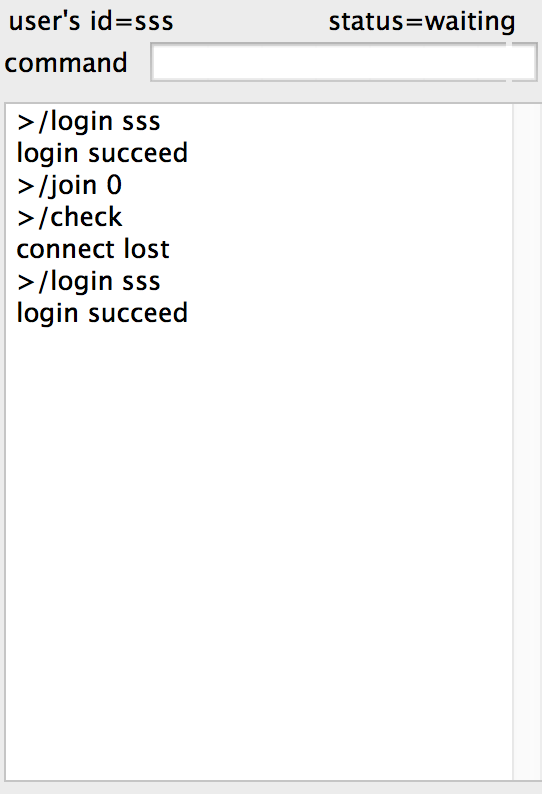 user's id=sss status=waiting
command
>/login sss
login succeed
>/join 0
>/check
connect lost
>/login sss
login succeed